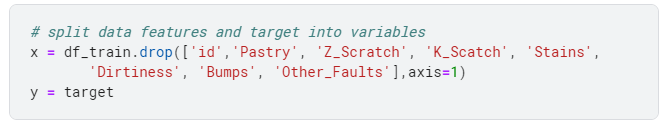 # split data features and target into variables
x = df_train.drop(['id','Pastry', 'Z_Scratch', 'K_Scatch', 'Stains',
'Dirtiness', 'Bumps', 'Other_Faults'],axis=1)
y = target